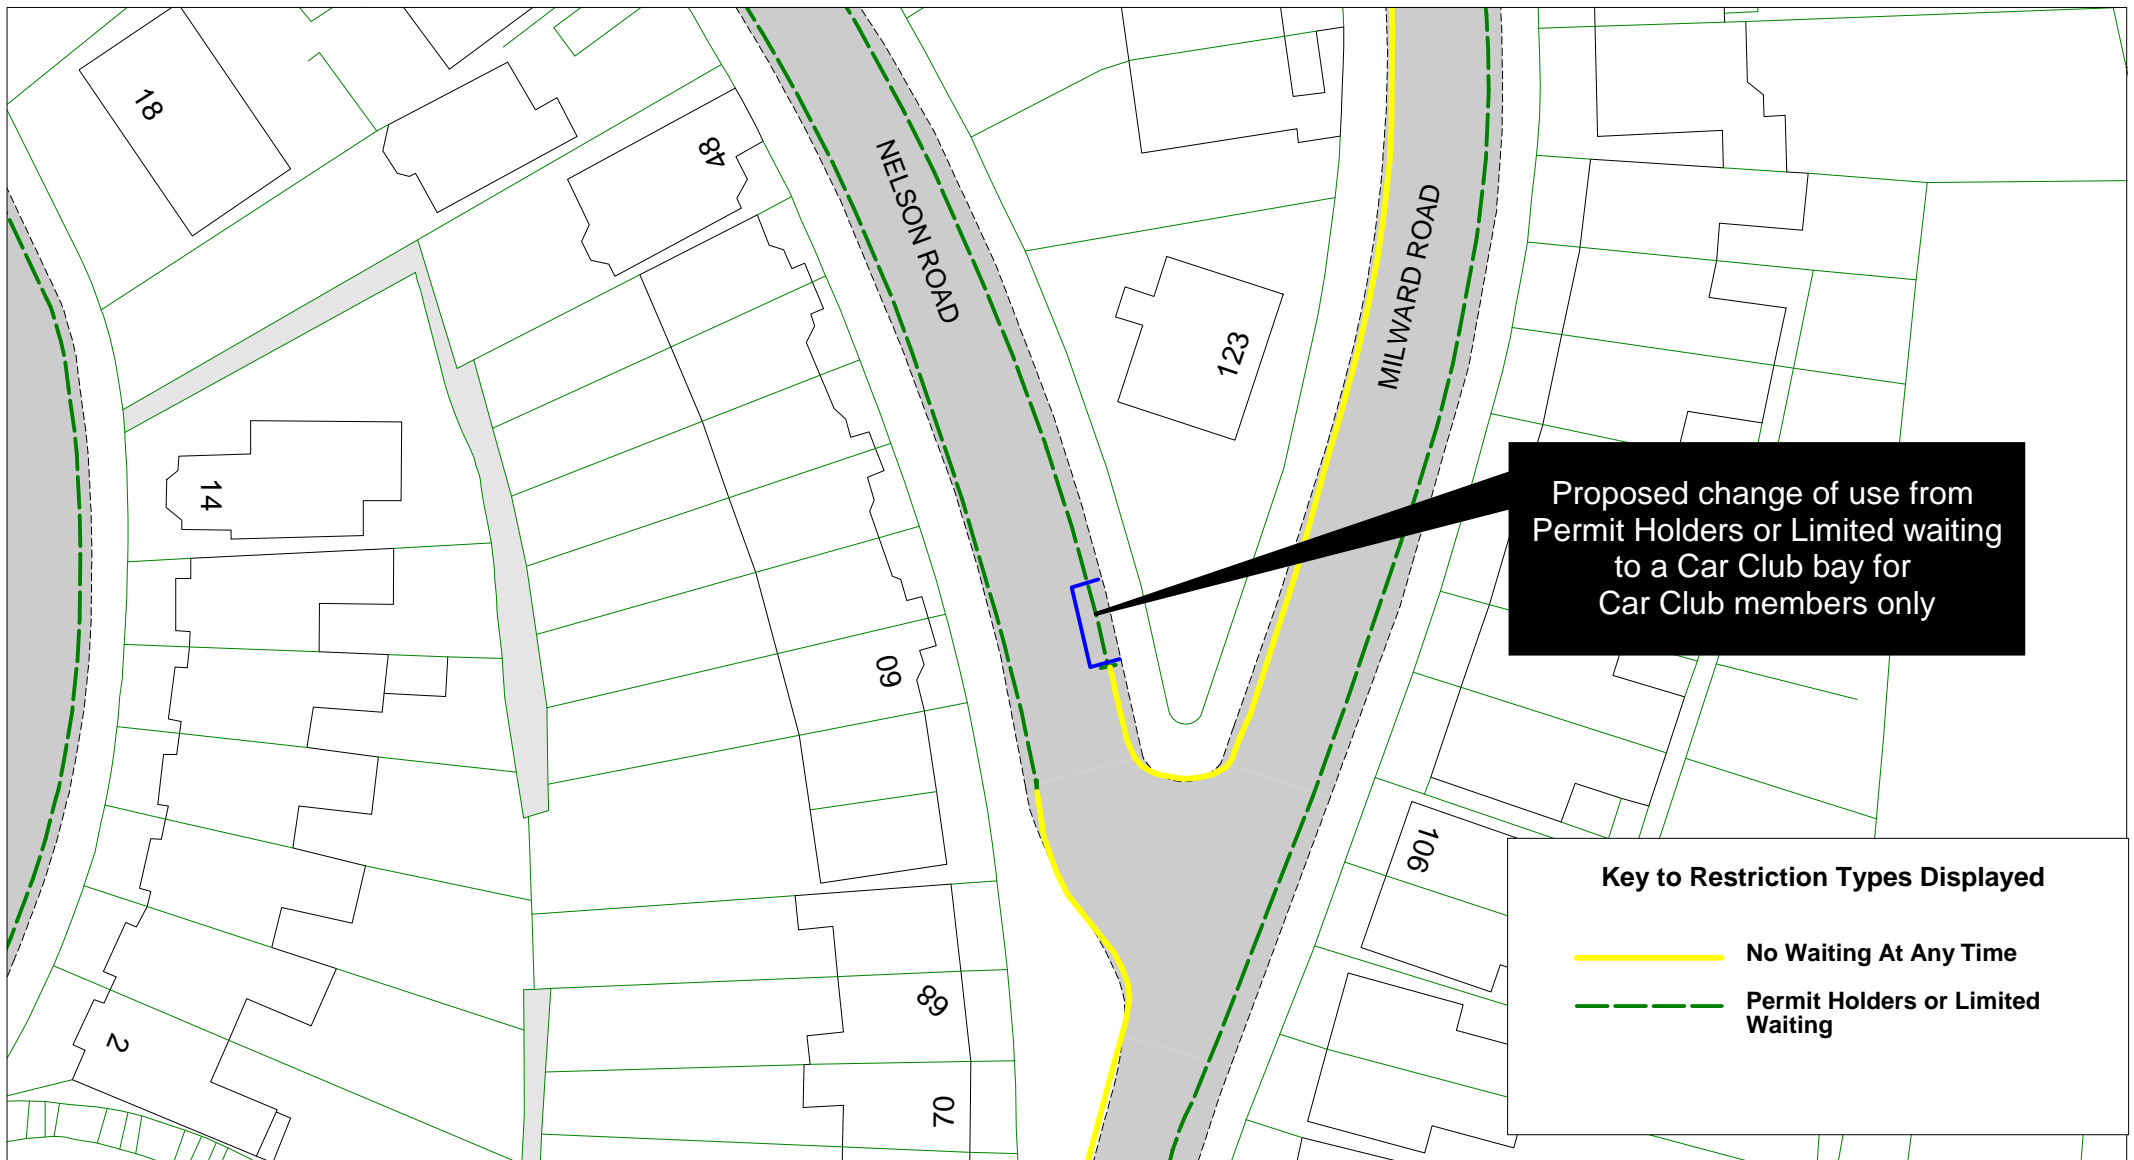 18
48
NELSON ROAD
MILWARD ROAD
123
14
Proposed change of use from
Permit Holders or Limited waiting
to a Car Club bay for
Car Club members only
60
106
Key to Restriction Types Displayed
No Waiting At Any Time
Permit Holders or Limited
Waiting
68
2
70